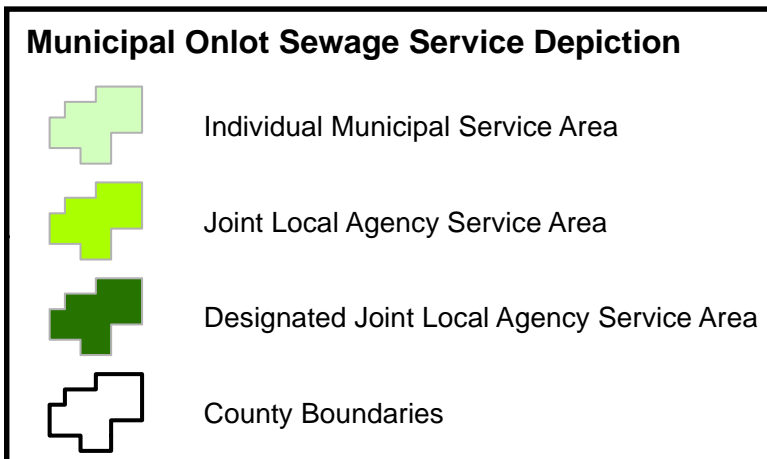 Municipal Onlot Sewage Service Depiction
Individual Municipal Service Area
Joint Local Agency Service Area
Designated Joint Local Agency Service Area
County Boundaries